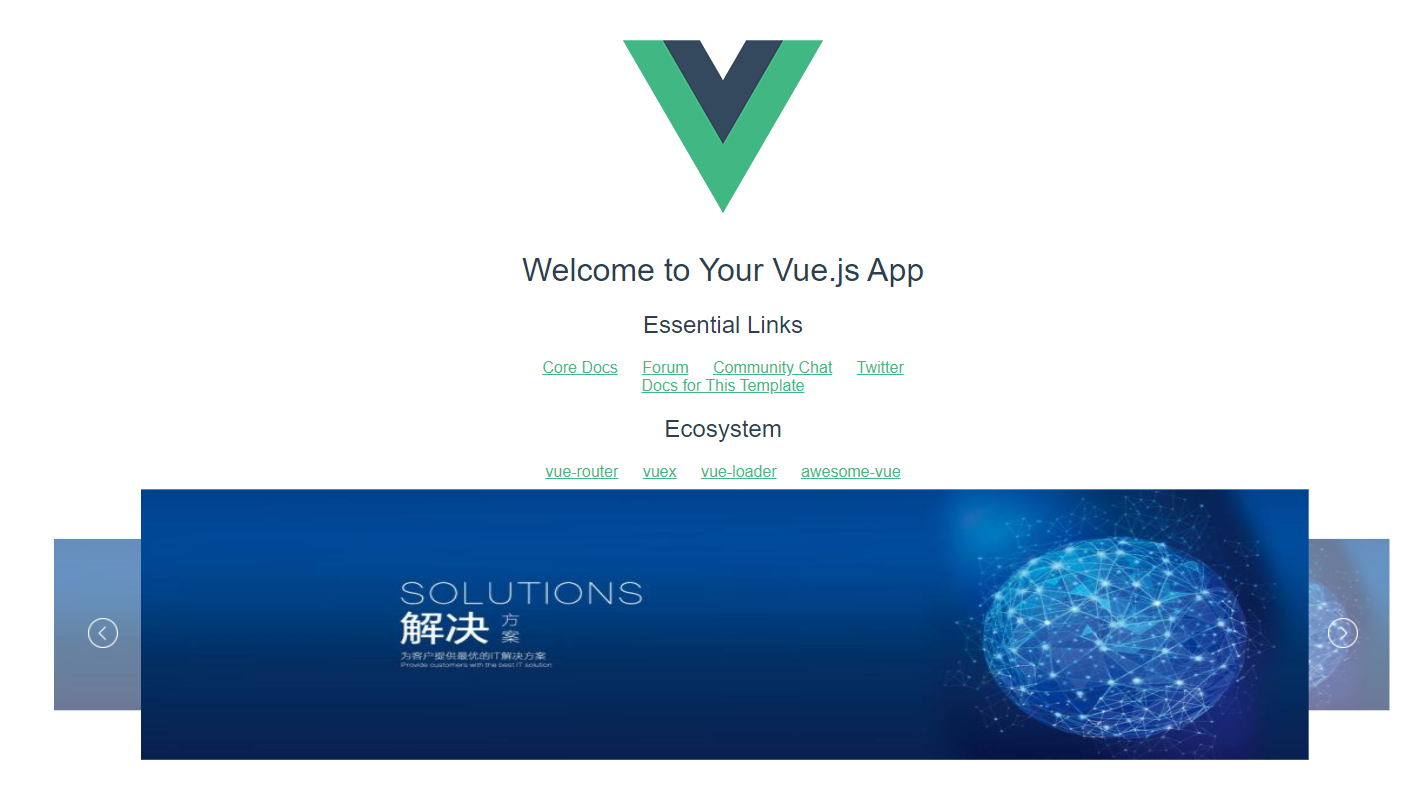 Welcome to Your Vue.js App
Essential Links
Core Docs Forum Community Chat Twitter
Docs for This Template
Ecosystem
vue-router vuex vue-loader awesome-vue
SOLUTIONS
解决 方案
为客户提供最优的IT解决方案
Provide customers with the best IT solution